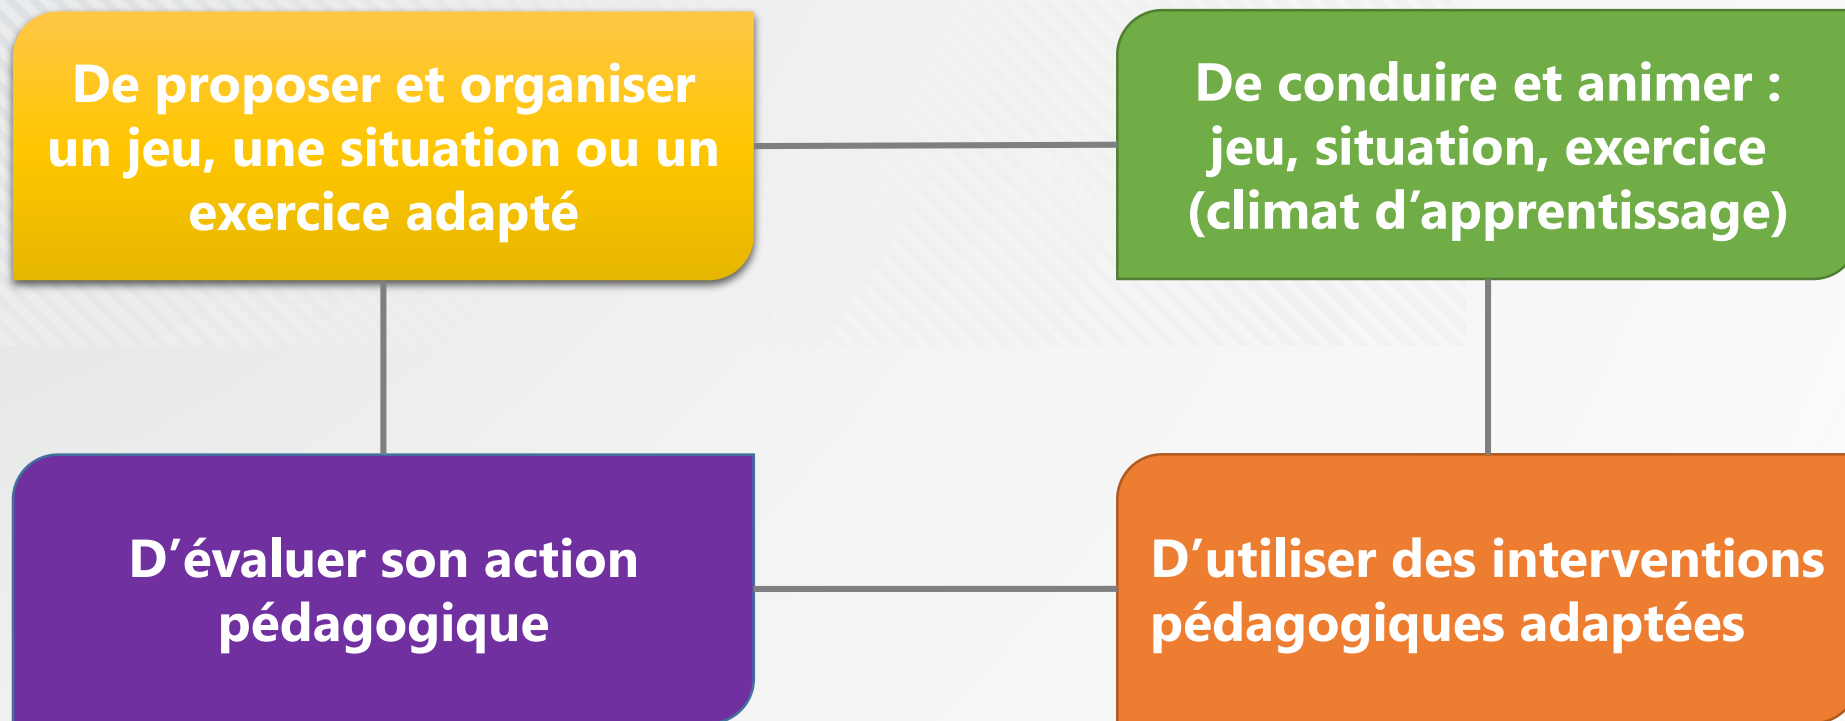 De proposer et organiser
un jeu, une situation ou un
exercice adapté
De conduire et animer :
jeu, situation, exercice
(climat d’apprentissage)
D’évaluer son action
pédagogique
D’utiliser des interventions
pédagogiques adaptées